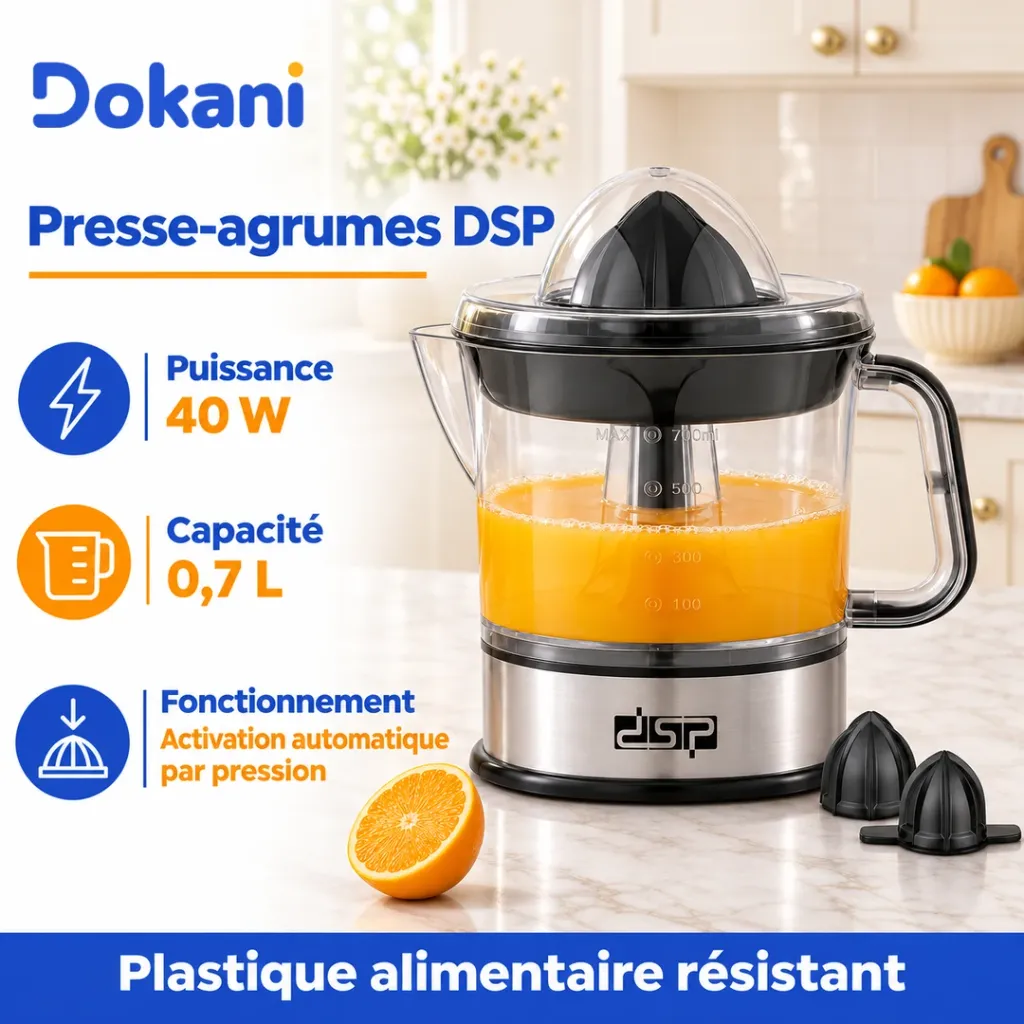 Dokani
Presse-agrumes DSP
Puissance
40 W
Capacité
0,7 L
Fonctionnement
Activation automatique
par pression
MAX 700ml
500
300
100
dsp
Plastique alimentaire résistant